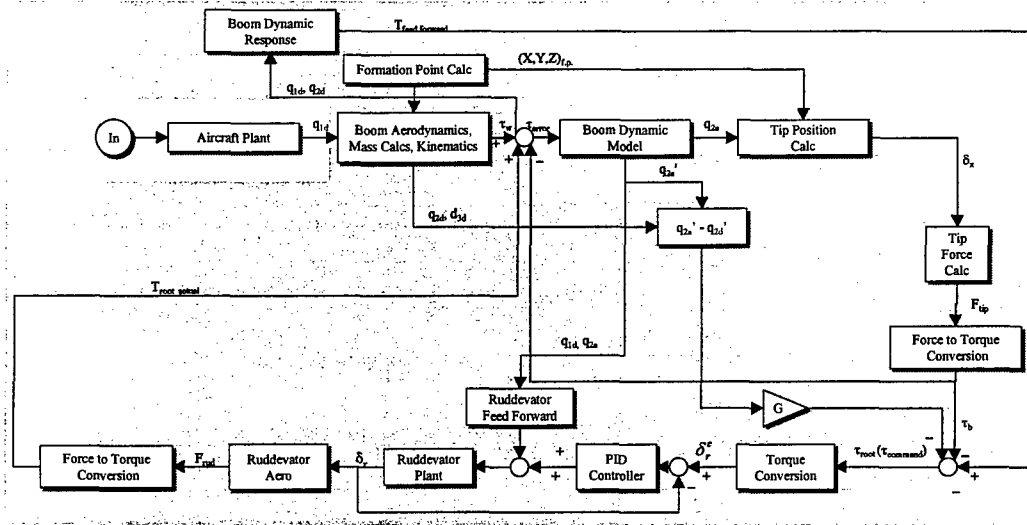 Boom Dynamic
Response
T_feed forward
Formation Point Calc
(X,Y,Z)_f.p.
q_1d, q_2d
In
Aircraft Plant
q_1d
Boom Aerodynamics,
Mass Calcs, Kinematics
τ_w
+
+
−
τ_error
Boom Dynamic
Model
q_2a
Tip Position
Calc
δ_x
q_2a'
q_2d, d_3d
q_2a' - q_2d'
Tip
Force
Calc
F_tip
T_root actual
Force to Torque
Conversion
q_1d, q_2a
Ruddevator
Feed Forward
G
τ_b
Force to Torque
Conversion
F_rud
Ruddevator
Aero
δ_r
Ruddevator
Plant
+
+
PID
Controller
−
δ_r^c
Torque
Conversion
τ_root (τ_command)
−
−
+
−